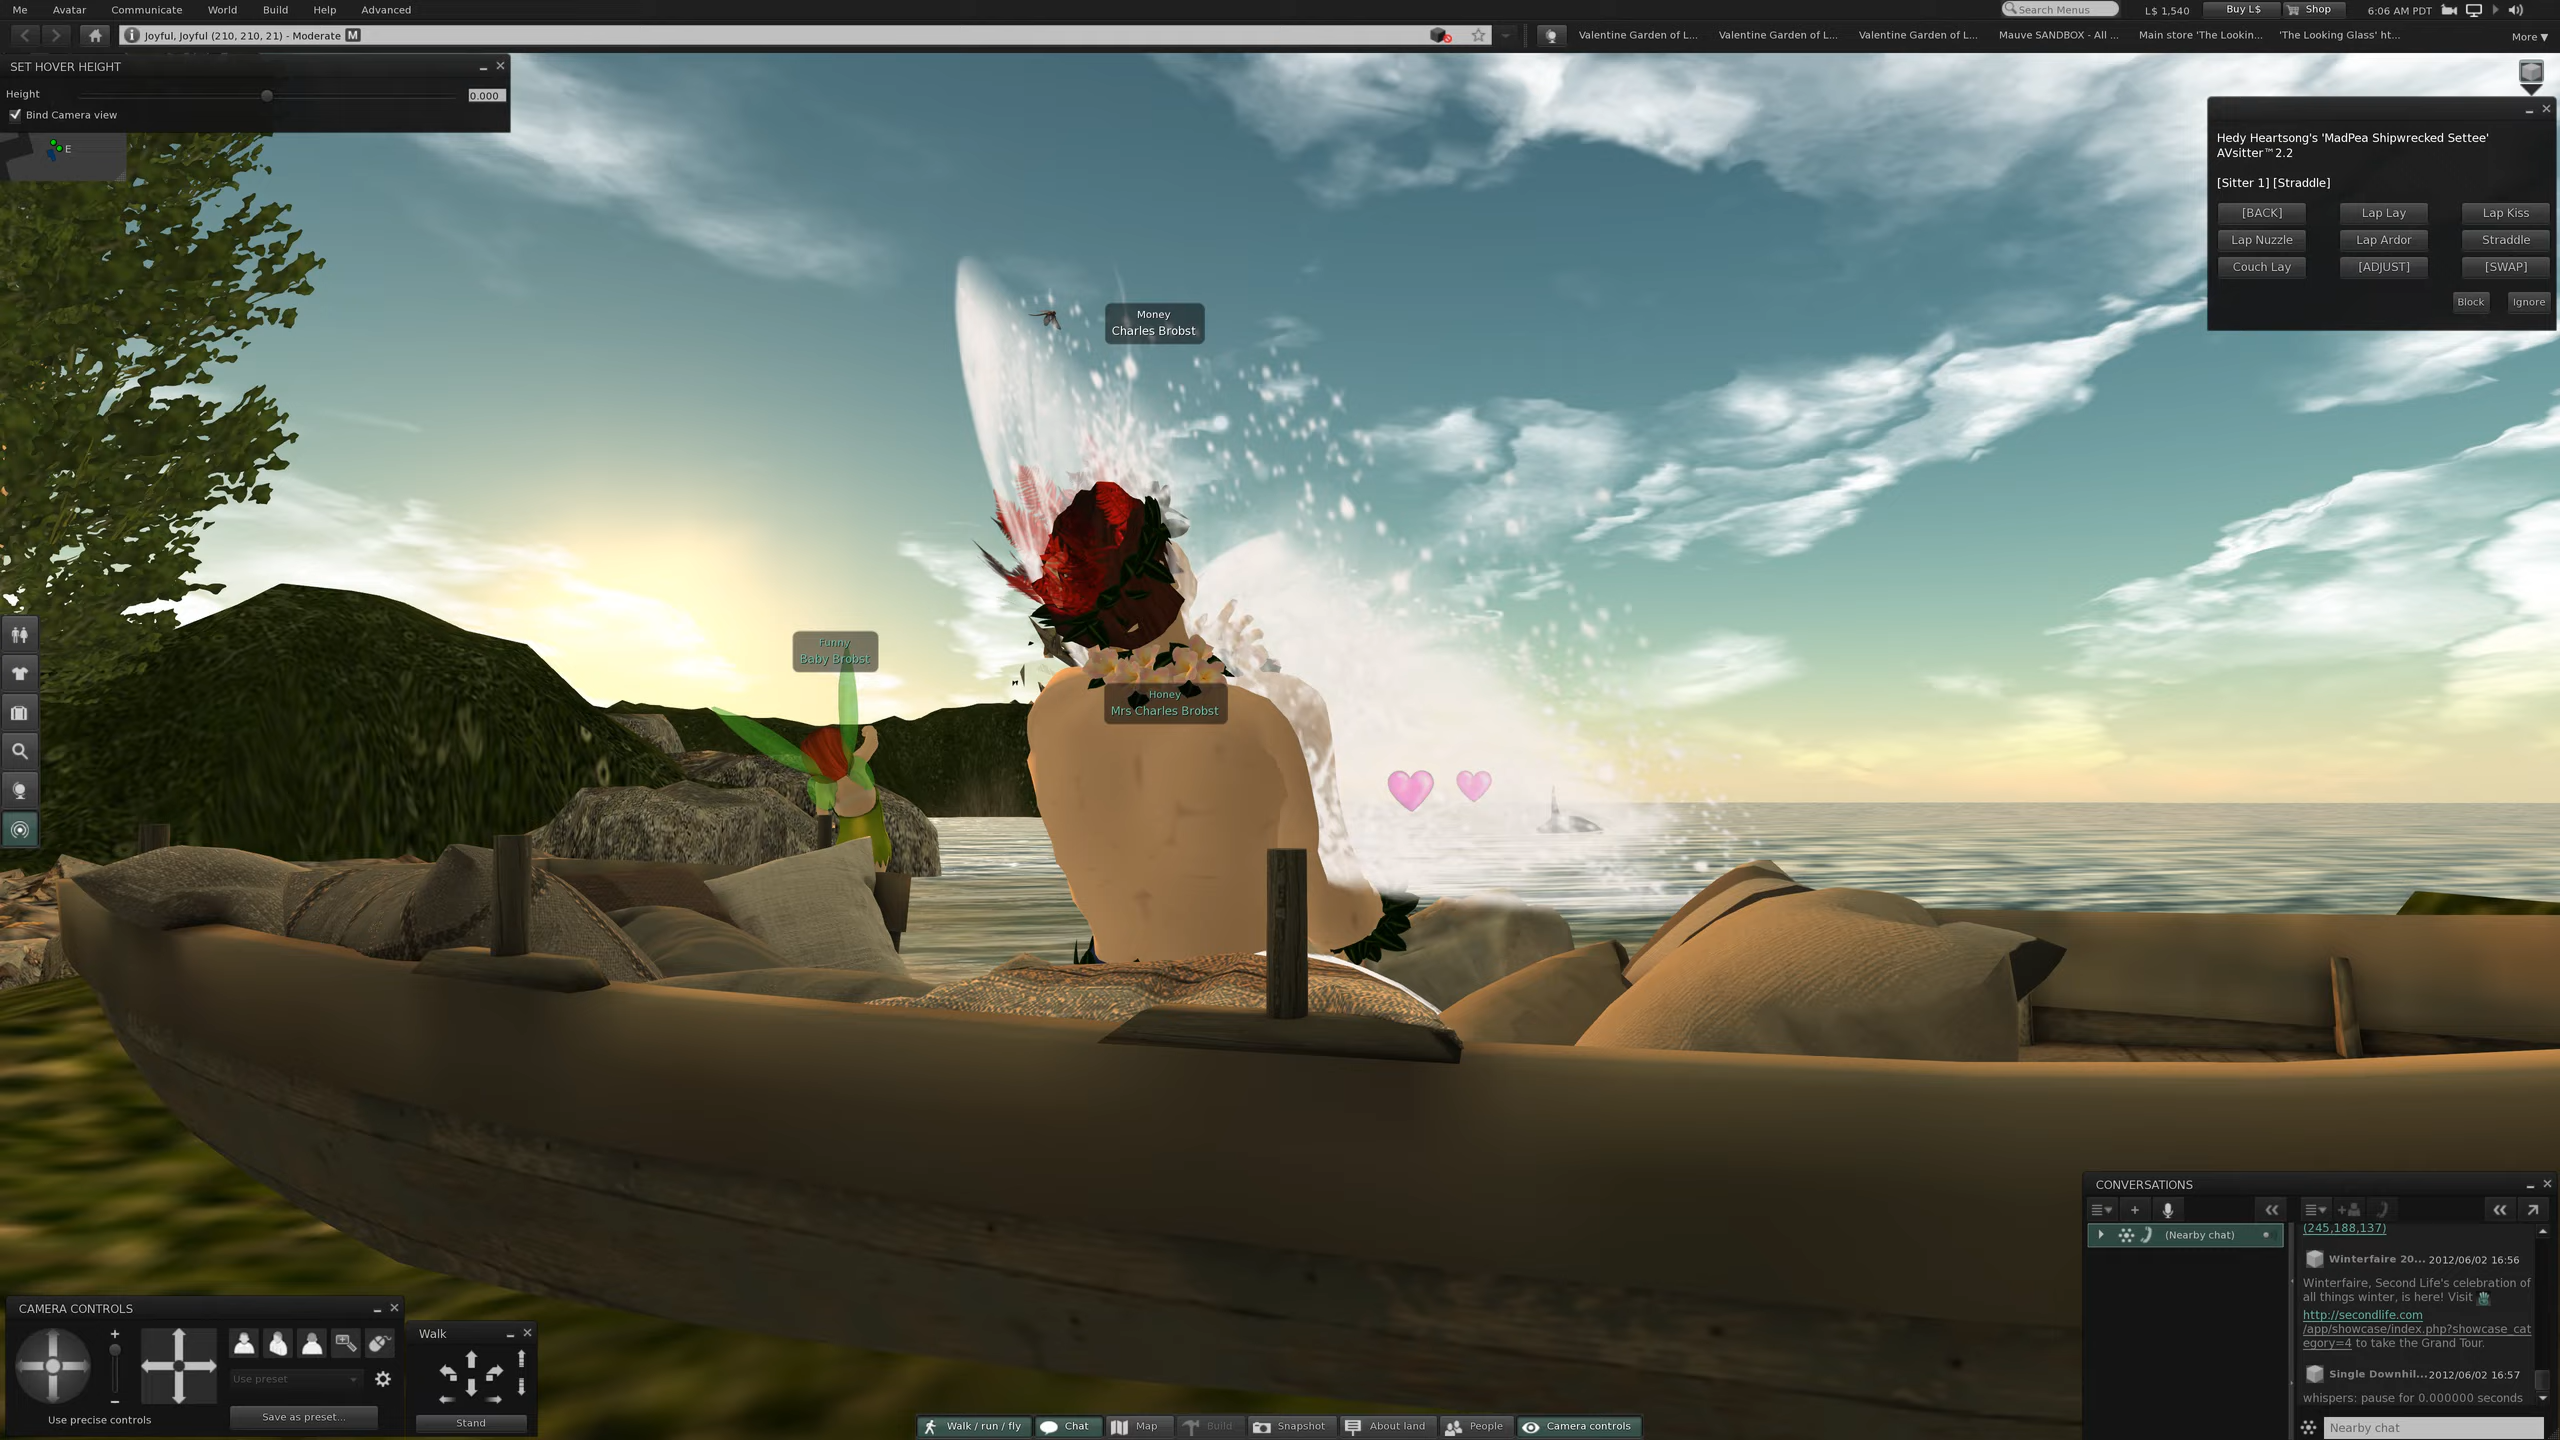 Me Avatar Communicate World Build Help Advanced
Search Menus
L$ 1,540
Buy L$
Shop
6:06 AM PDT
Joyful, Joyful (210, 210, 21) - Moderate M
Valentine Garden of L...
Valentine Garden of L...
Valentine Garden of L...
Mauve SANDBOX - All ...
Main store 'The Lookin...
'The Looking Glass' ht...
More ▼
SET HOVER HEIGHT
Height
0.000
Bind Camera view
E
Hedy Heartsong's 'MadPea Shipwrecked Settee'
AVsitter™2.2
[Sitter 1] [Straddle]
[BACK] Lap Lay Lap Kiss
Lap Nuzzle Lap Ardor Straddle
Couch Lay [ADJUST] [SWAP]
Block Ignore
Money
Charles Brobst
Funny
Baby Brobst
Honey
Mrs Charles Brobst
CONVERSATIONS
(Nearby chat)
(245,188,137)
Winterfaire 20... 2012/06/02 16:56
Winterfaire, Second Life's celebration of
all things winter, is here! Visit
http://secondlife.com
/app/showcase/index.php?showcase_cat
egory=4 to take the Grand Tour.
Single Downhil... 2012/06/02 16:57
whispers: pause for 0.000000 seconds
Nearby chat
CAMERA CONTROLS
Use preset
Use precise controls
Save as preset...
Walk
Stand
Walk / run / fly
Chat
Map
Build
Snapshot
About land
People
Camera controls